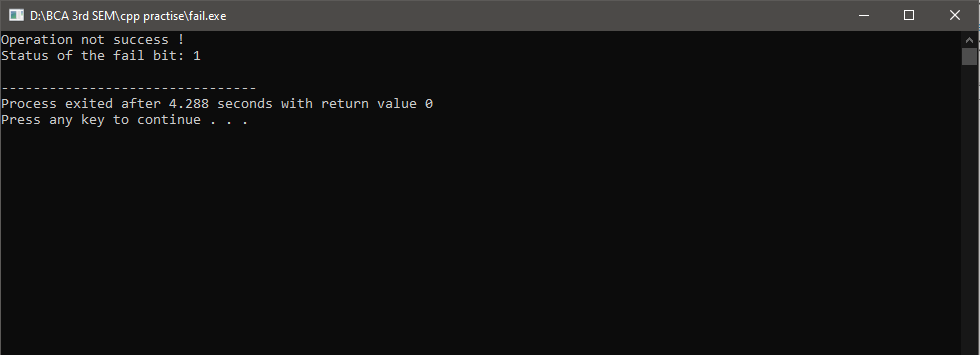 D:\BCA 3rd SEM\cpp practise\fail.exe
Operation not success !
Status of the fail bit: 1
--------------------------------
Process exited after 4.288 seconds with return value 0
Press any key to continue . . .